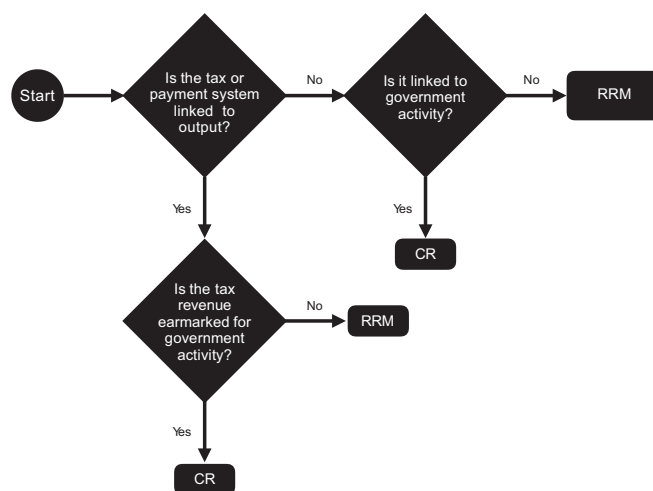 Start
Is the tax or
payment system
linked to
output?
No
Is it linked to
government
activity?
No
RRM
Yes
Yes
CR
Is the tax
revenue
earmarked for
government
activity?
No
RRM
Yes
CR